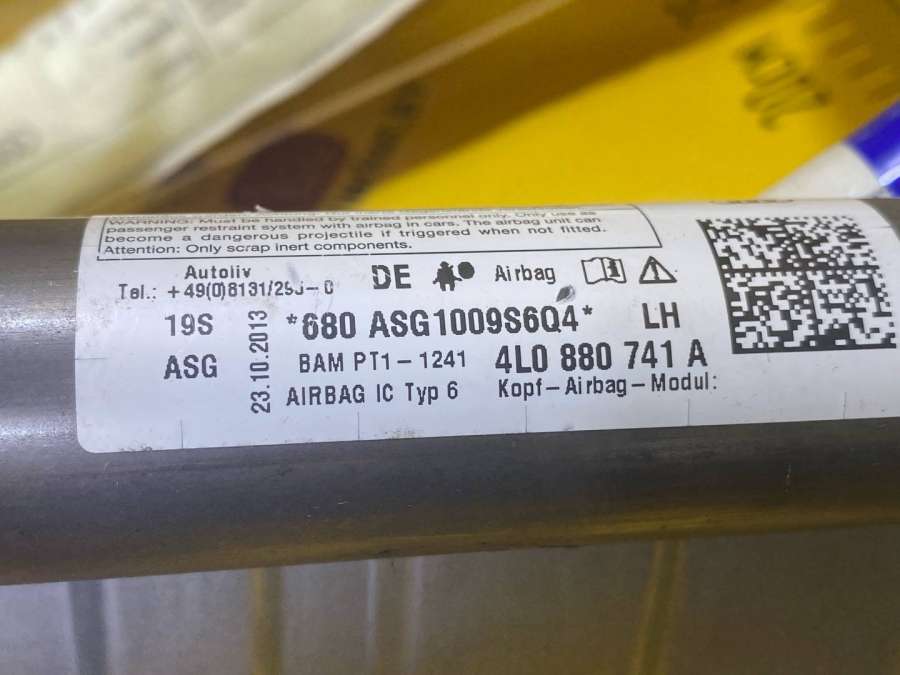 WARNING: Must be handled by trained personnel only. Only use as
passenger restraint system with airbag in cars. The airbag unit can
become a dangerous projectile if triggered when not fitted.
Attention: Only scrap inert components.
Autoliv DE Airbag
Tel.: +49(0)8131/295-0
19S *680 ASG1009S6Q4* LH
ASG BAM PT1-1241 4L0 880 741 A
AIRBAG IC Typ 6 Kopf-Airbag-Modul:
23.10.2013